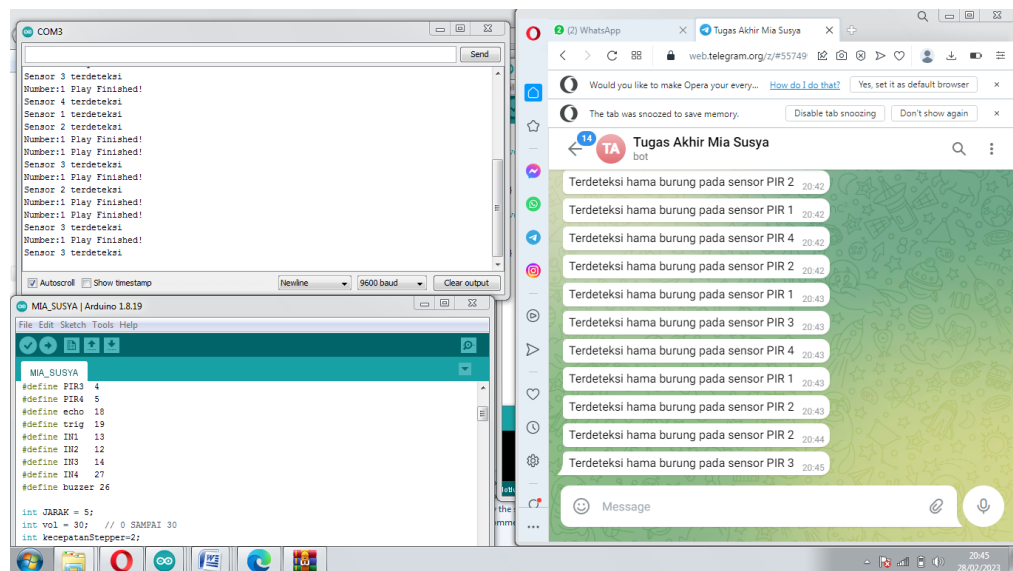 COM3
Send
Sensor 3 terdeteksi
Number:1 Play Finished!
Sensor 4 terdeteksi
Sensor 1 terdeteksi
Sensor 2 terdeteksi
Number:1 Play Finished!
Number:1 Play Finished!
Sensor 3 terdeteksi
Number:1 Play Finished!
Sensor 2 terdeteksi
Number:1 Play Finished!
Number:1 Play Finished!
Sensor 3 terdeteksi
Number:1 Play Finished!
Sensor 3 terdeteksi
Autoscroll Show timestamp Newline 9600 baud Clear output
MIA_SUSYA | Arduino 1.8.19
File Edit Sketch Tools Help
MIA_SUSYA
#define PIR3 4
#define PIR4 5
#define echo 18
#define trig 19
#define IN1 13
#define IN2 12
#define IN3 14
#define IN4 27
#define buzzer 26
int JARAK = 5;
int vol = 30; // 0 SAMPAI 30
int kecepatanStepper=2;
2 (2) WhatsApp
Tugas Akhir Mia Susya
web.telegram.org/z/#55749
Would you like to make Opera your every... How do I do that? Yes, set it as default browser
The tab was snoozed to save memory. Disable tab snoozing Don't show again
14
TA
Tugas Akhir Mia Susya
bot
Terdeteksi hama burung pada sensor PIR 2 20:42
Terdeteksi hama burung pada sensor PIR 1 20:42
Terdeteksi hama burung pada sensor PIR 4 20:42
Terdeteksi hama burung pada sensor PIR 2 20:42
Terdeteksi hama burung pada sensor PIR 1 20:43
Terdeteksi hama burung pada sensor PIR 3 20:43
Terdeteksi hama burung pada sensor PIR 4 20:43
Terdeteksi hama burung pada sensor PIR 1 20:43
Terdeteksi hama burung pada sensor PIR 2 20:43
Terdeteksi hama burung pada sensor PIR 2 20:44
Terdeteksi hama burung pada sensor PIR 3 20:45
Message
20:45
28/02/2023